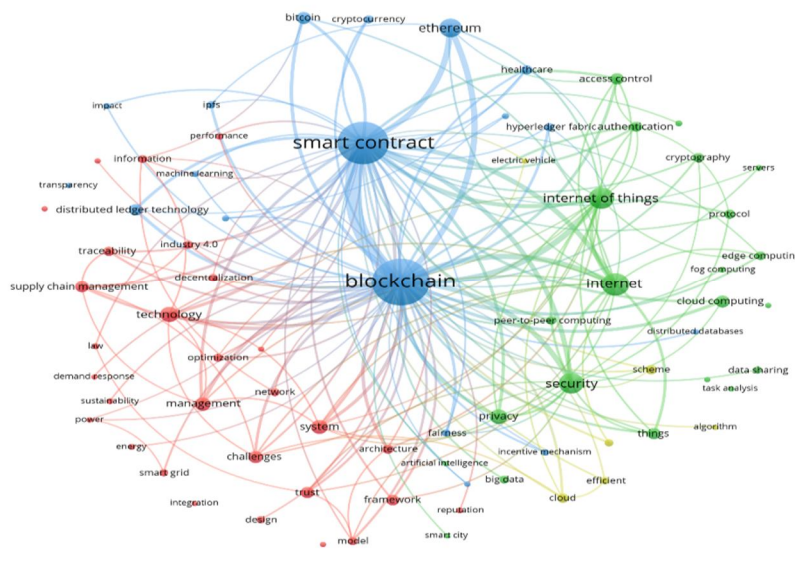 bitcoin
cryptocurrency
ethereum
healthcare
access control
impact
ipfs
hyperledger fabric
authentication
performance
smart contract
information
electric vehicle
cryptography
machine learning
servers
transparency
internet of things
distributed ledger technology
protocol
industry 4.0
traceability
edge computin
fog computing
decentralization
blockchain
internet
supply chain management
cloud computing
technology
peer-to-peer computing
distributed databases
law
optimization
scheme
data sharing
demand response
security
task analysis
network
sustainability
management
power
privacy
system
algorithm
fairness
things
energy
architecture
incentive mechanism
challenges
artificial intelligence
smart grid
big data
efficient
trust
cloud
framework
integration
reputation
design
smart city
model